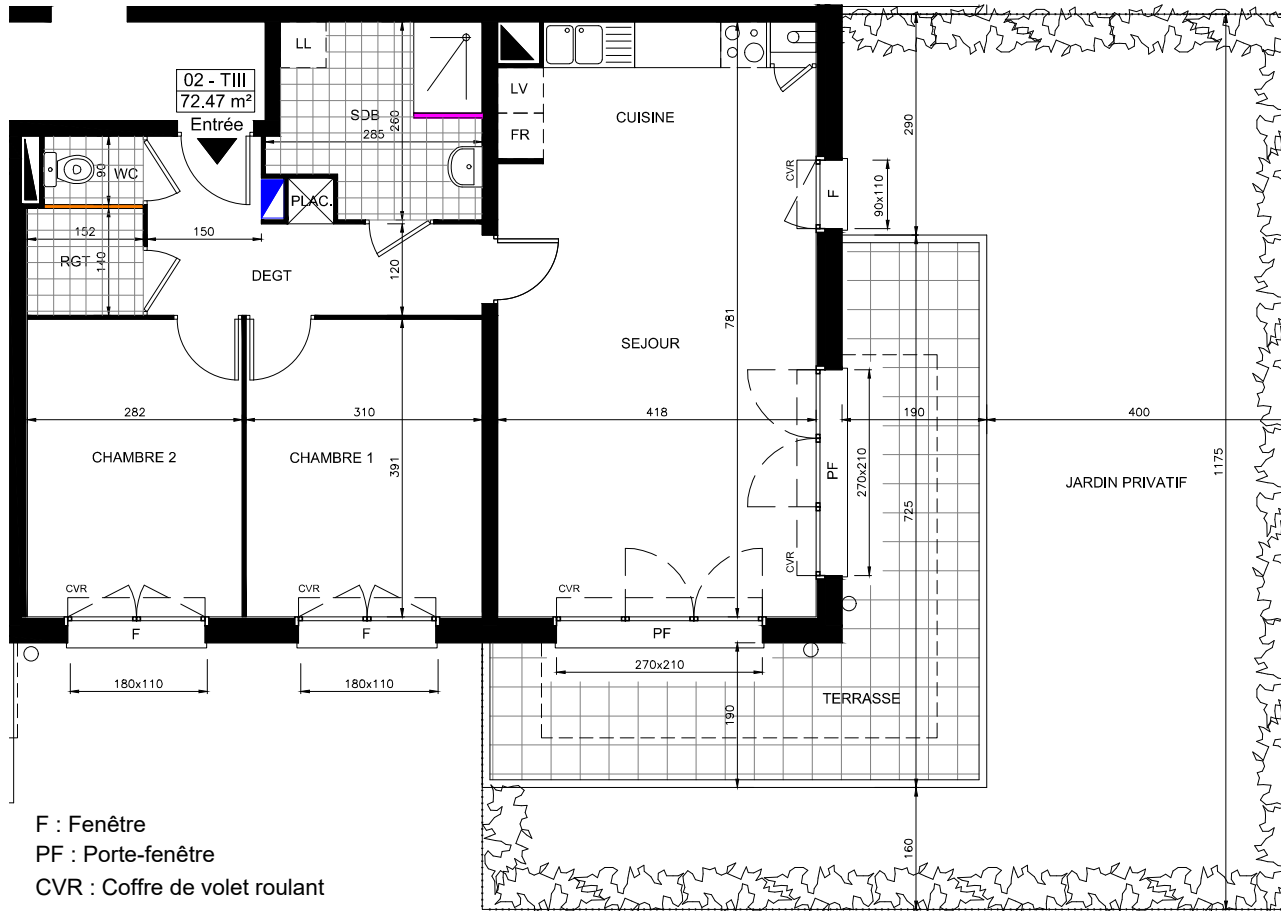 02 - TIII
72.47 m²
Entrée
LL
SDB
260
285
LV
FR
CUISINE
CVR
F
90x110
290
WC
90
PLAC.
152
150
RGT
140
DEGT
120
781
SEJOUR
282
310
418
190
400
CHAMBRE 2
CHAMBRE 1
391
PF
270x210
725
JARDIN PRIVATIF
1175
CVR
CVR
CVR
CVR
F
F
PF
180x110
180x110
270x210
190
TERRASSE
160
F : Fenêtre
PF : Porte-fenêtre
CVR : Coffre de volet roulant